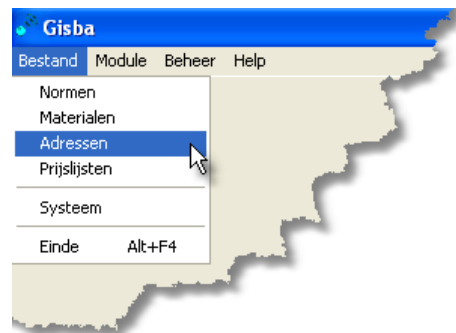 Gisba
Bestand Module Beheer Help
Normen
Materialen
Adressen
Prijslijsten
Systeem
Einde Alt+F4